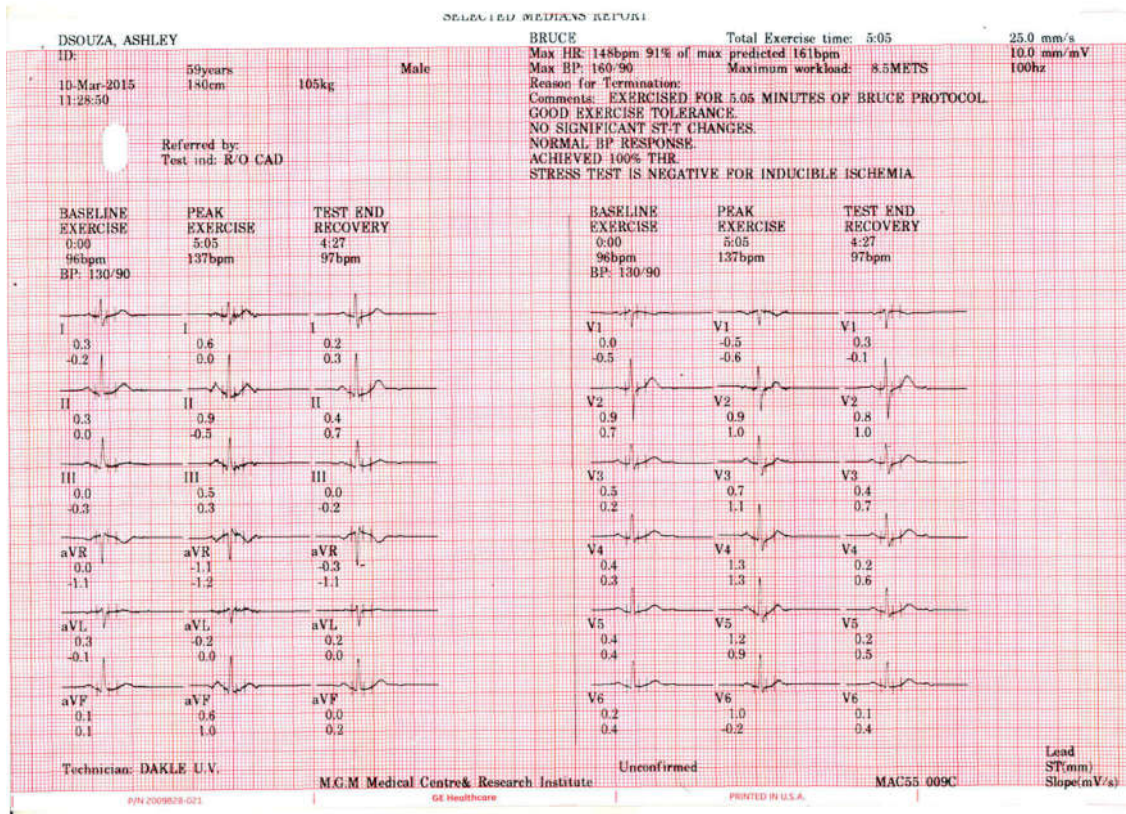 SELECTED MEDIANS REPORT
DSOUZA, ASHLEY
ID:
59years Male
10-Mar-2015 180cm 105kg
11:28:50
Referred by:
Test ind: R/O CAD
BRUCE Total Exercise time: 5:05 25.0 mm/s
Max HR: 148bpm 91% of max predicted 161bpm 10.0 mm/mV
Max BP: 160/90 Maximum workload: 8.5METS 100hz
Reason for Termination:
Comments: EXERCISED FOR 5.05 MINUTES OF BRUCE PROTOCOL.
GOOD EXERCISE TOLERANCE.
NO SIGNIFICANT ST-T CHANGES.
NORMAL BP RESPONSE.
ACHIEVED 100% THR.
STRESS TEST IS NEGATIVE FOR INDUCIBLE ISCHEMIA.
BASELINE PEAK TEST END
EXERCISE EXERCISE RECOVERY
0:00 5:05 4:27
96bpm 137bpm 97bpm
BP: 130/90
I I I
0.3 0.6 0.2
-0.2 0.0 0.3
II II II
0.3 0.9 0.4
0.0 -0.5 0.7
III III III
0.0 0.5 0.0
-0.3 0.3 -0.2
aVR aVR aVR
0.0 -1.1 -0.3
-1.1 -1.2 -1.1
aVL aVL aVL
0.3 -0.2 0.2
-0.1 0.0 0.0
aVF aVF aVF
0.1 0.6 0.0
0.1 1.0 0.2
BASELINE PEAK TEST END
EXERCISE EXERCISE RECOVERY
0:00 5:05 4:27
96bpm 137bpm 97bpm
BP: 130/90
V1 V1 V1
0.0 -0.5 0.3
-0.5 -0.6 -0.1
V2 V2 V2
0.9 0.9 0.8
0.7 1.0 1.0
V3 V3 V3
0.5 0.7 0.4
0.2 1.1 0.7
V4 V4 V4
0.4 1.3 0.2
0.3 1.3 0.6
V5 V5 V5
0.4 1.2 0.2
0.4 0.9 0.5
V6 V6 V6
0.2 1.0 0.1
0.4 -0.2 0.4
Technician: DAKLE U.V. Unconfirmed Lead
ST(mm)
M.G.M Medical Centre& Research Institute MAC55 009C Slope(mV/s)
P/N 2009828-021 GE Healthcare PRINTED IN U.S.A.